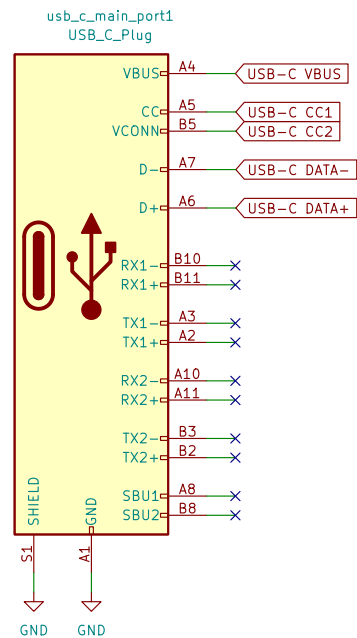 usb_c_main_port1
USB_C_Plug
VBUS A4 USB-C VBUS
CC A5 USB-C CC1
VCONN B5 USB-C CC2
D- A7 USB-C DATA-
D+ A6 USB-C DATA+
RX1- B10
RX1+ B11
TX1- A3
TX1+ A2
RX2- A10
RX2+ A11
TX2- B3
TX2+ B2
SBU1 A8
SBU2 B8
SHIELD
GND
S1
A1
GND
GND